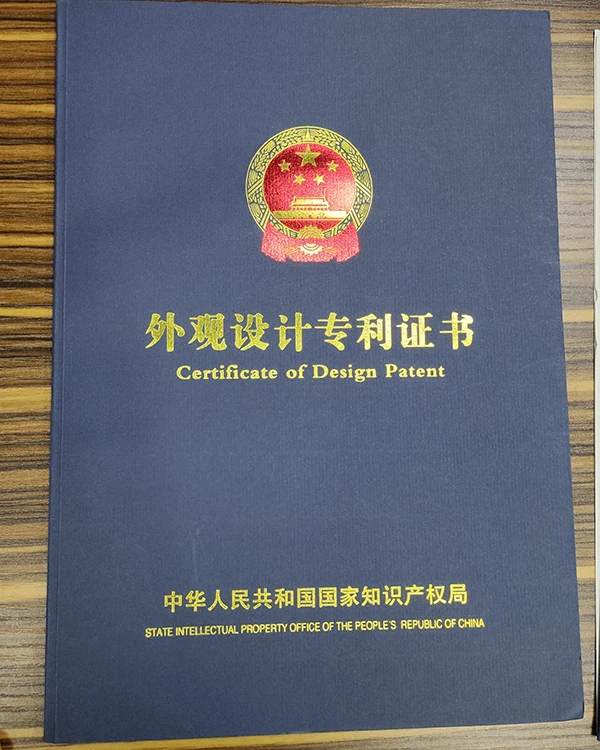 外观设计专利证书
Certificate of Design Patent
中华人民共和国国家知识产权局
STATE INTELLECTUAL PROPERTY OFFICE OF THE PEOPLE'S REPUBLIC OF CHINA